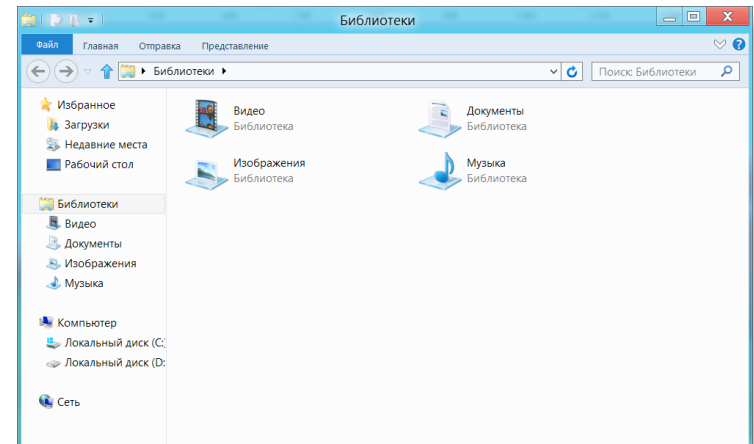 Библиотеки
Файл Главная Отправка Представление
Библиотеки
Поиск: Библиотеки
Избранное
Загрузки
Недавние места
Рабочий стол
Библиотеки
Видео
Документы
Изображения
Музыка
Компьютер
Локальный диск (C:
Локальный диск (D:
Сеть
Видео
Библиотека
Документы
Библиотека
Изображения
Библиотека
Музыка
Библиотека